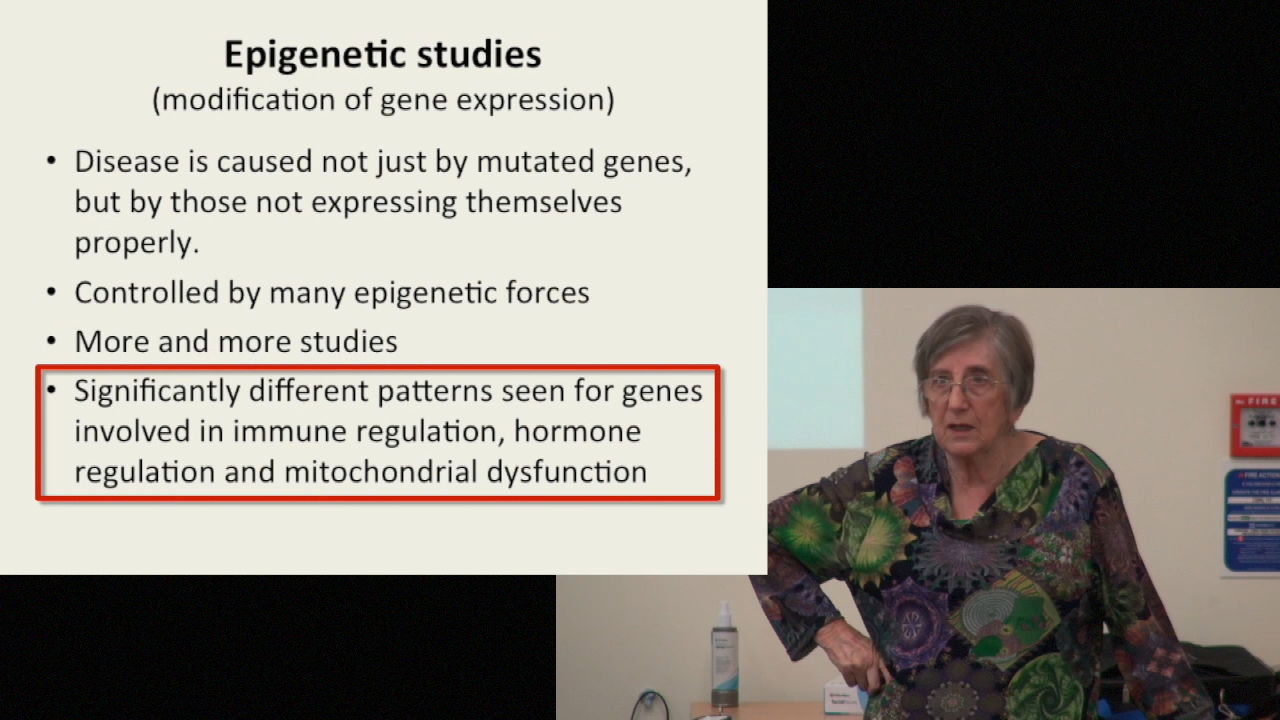 Epigenetic studies
(modification of gene expression)
• Disease is caused not just by mutated genes,
but by those not expressing themselves
properly.
• Controlled by many epigenetic forces
• More and more studies
• Significantly different patterns seen for genes
involved in immune regulation, hormone
regulation and mitochondrial dysfunction
FIRE
FIRE ACTION